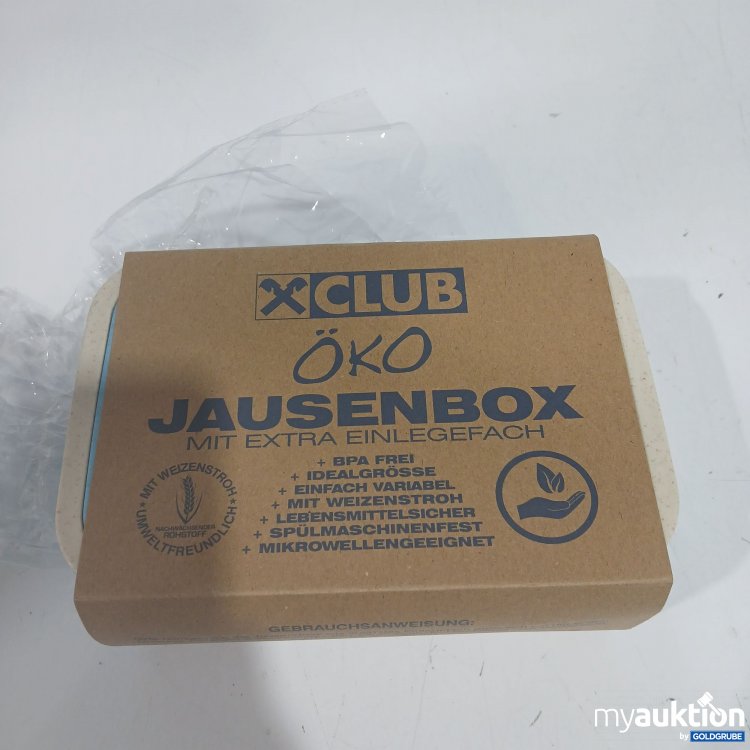 CLUB
ÖKO
JAUSENBOX
MIT EXTRA EINLEGEFACH
+ BPA FREI
+ IDEALGRÖSSE
+ EINFACH VARIABEL
+ MIT WEIZENSTROH
+ LEBENSMITTELSICHER
+ SPÜLMASCHINENFEST
+ MIKROWELLENGEEIGNET
• MIT WEIZENSTROH •
UMWELTFREUNDLICH
NACHWACHSENDER
ROHSTOFF
GEBRAUCHSANWEISUNG:
myauktion
by GOLDGRUBE